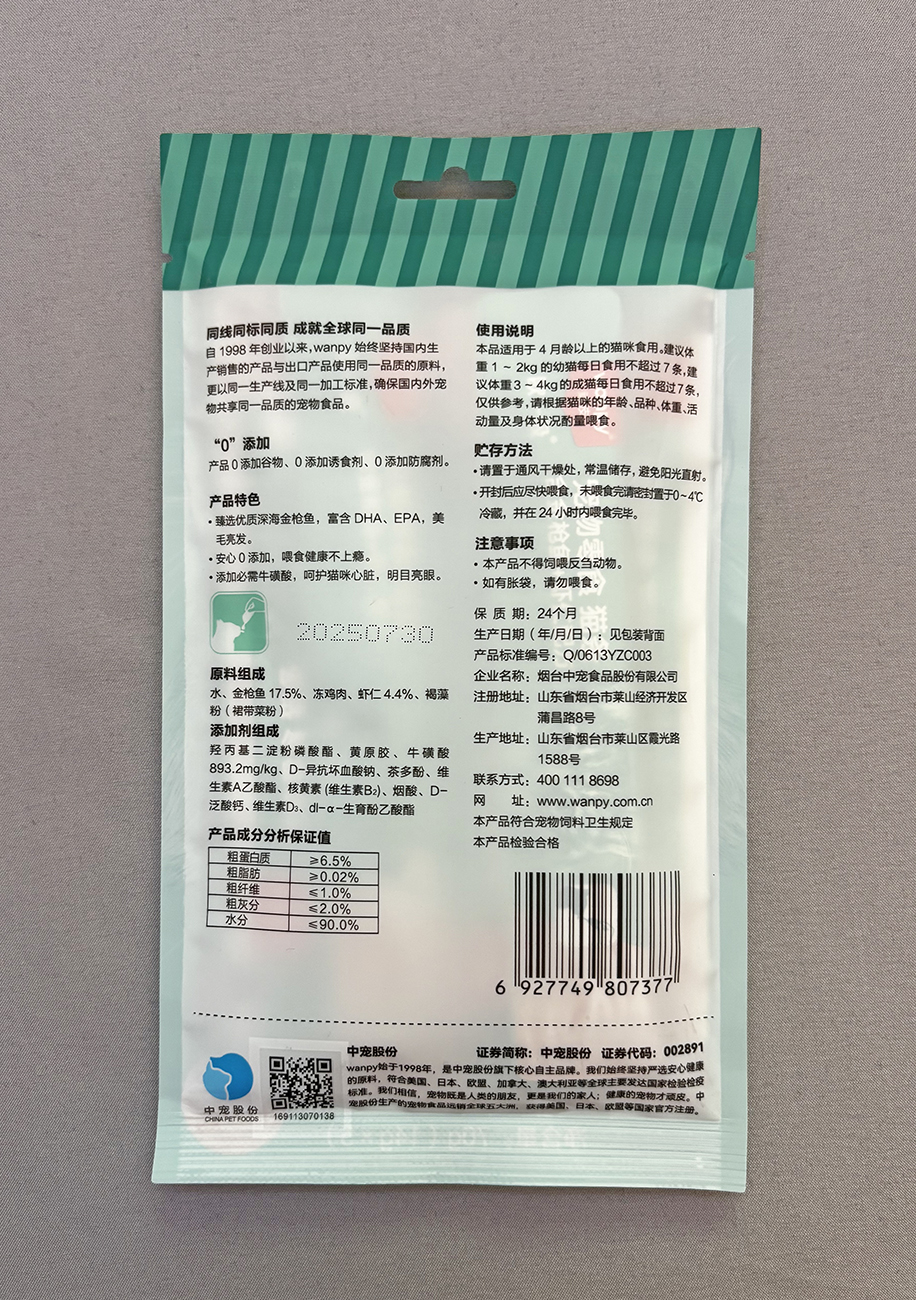 同线同标同质 成就全球同一品质
自 1998 年创业以来,wanpy 始终坚持国内生
产销售的产品与出口产品使用同一品质的原料,
更以同一生产线及同一加工标准,确保国内外宠
物共享同一品质的宠物食品。
“0”添加
产品 0 添加谷物、0 添加诱食剂、0 添加防腐剂。
产品特色
• 臻选优质深海金枪鱼，富含 DHA、EPA，美
毛亮发。
• 安心 0 添加，喂食健康不上瘾。
• 添加必需牛磺酸，呵护猫咪心脏，明目亮眼。
20250730
原料组成
水、金枪鱼 17.5%、冻鸡肉、虾仁 4.4%、褐藻
粉（裙带菜粉）
添加剂组成
羟丙基二淀粉磷酸酯、黄原胶、牛磺酸
893.2mg/kg、D-异抗坏血酸钠、茶多酚、维
生素A乙酸酯、核黄素 (维生素B₂)、烟酸、D-
泛酸钙、维生素D₃、dl-α-生育酚乙酸酯
产品成分分析保证值
粗蛋白质 ≥6.5%
粗脂肪 ≥0.02%
粗纤维 ≤1.0%
粗灰分 ≤2.0%
水分 ≤90.0%
使用说明
本品适用于 4 月龄以上的猫咪食用。建议体
重 1 ~ 2kg 的幼猫每日食用不超过 7 条,建
议体重 3 ~ 4kg 的成猫每日食用不超过 7 条,
仅供参考,请根据猫咪的年龄、品种、体重、活
动量及身体状况酌量喂食。
贮存方法
• 请置于通风干燥处，常温储存，避免阳光直射。
• 开封后应尽快喂食，未喂食完请密封置于0~4℃
冷藏，并在 24 小时内喂食完毕。
注意事项
• 本产品不得饲喂反刍动物。
• 如有胀袋，请勿喂食。
保 质 期：24个月
生产日期（年/月/日）：见包装背面
产品标准编号：Q/0613YZC003
企业名称：烟台中宠食品股份有限公司
注册地址：山东省烟台市莱山经济开发区
蒲昌路8号
生产地址：山东省烟台市莱山区霞光路
1588号
联系方式：400 111 8698
网 址：www.wanpy.com.cn
本产品符合宠物饲料卫生规定
本产品检验合格
6 927749 807377
中宠股份
CHINA PET FOODS
169113070138
中宠股份 证券简称：中宠股份 证券代码：002891
wanpy始于1998年，是中宠股份旗下核心自主品牌。我们始终坚持严选安心健康
的原料，符合美国、日本、欧盟、加拿大、澳大利亚等全球主要发达国家检验检疫
标准。我们相信，宠物既是人类的朋友，更是我们的家人；健康的宠物才顽皮。中
宠股份生产的宠物食品远销全球五大洲，获得美国、日本、欧盟等国家官方注册。